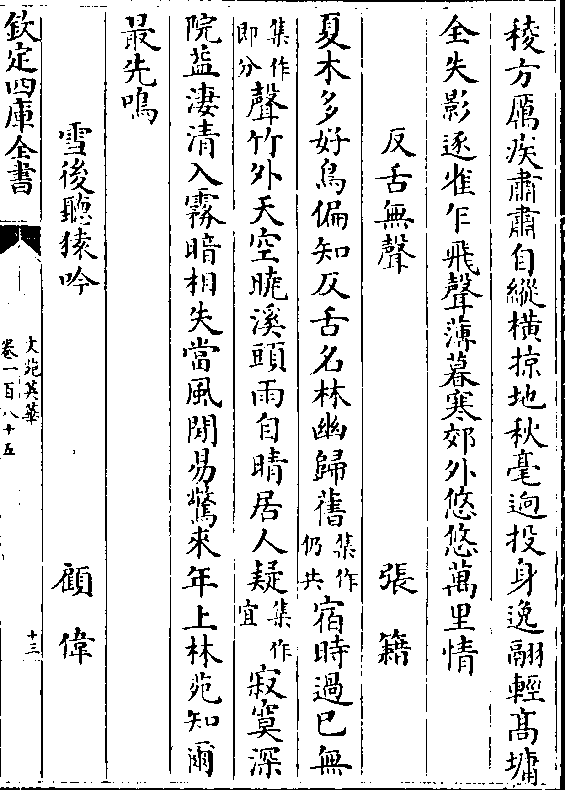 稜方厲疾肅肅自縱橫掠地秋毫逈投身逸翮輕髙墉
全失影逐雀乍飛聲薄暮寒郊外悠悠萬里情
反舌無聲 張籍
夏木多好鳥偏知反舌名林幽歸舊集作仍共宿時過已無
集作即分聲竹外天空曉溪頭雨自晴居人疑集作宜寂寞深
院益淒清入霧暗相失當風聞易驚來年上林苑知爾
最先鳴
雪後聽猿吟 顧偉
欽定四庫全書
文苑英華
卷一百八十五
十三